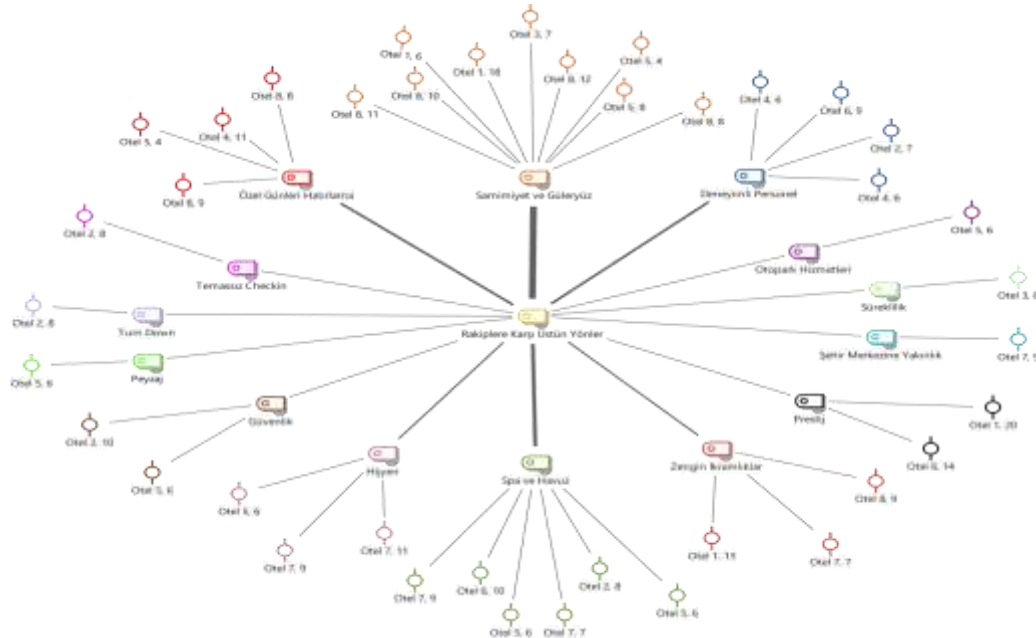 Otel 3, 7
Otel 7, 6
Otel 5, 4
Otel 1, 18
Otel 8, 12
Otel 8, 8
Otel 4, 6
Otel 8, 10
Otel 5, 8
Otel 6, 9
Otel 8, 11
Otel 8, 8
Otel 5, 4
Otel 4, 11
Otel 2, 7
Özel Günleri Hatırlama
Samimiyet ve Güleryüz
Deneyimli Personel
Otel 8, 9
Otel 4, 6
Otel 2, 8
Otel 5, 6
Temassız Checkin
Otopark Hizmetleri
Otel 2, 8
Turn Down
Süreklilik
Rakiplere Karşı Üstün Yönler
Şehir Merkezine Yakınlık
Otel 5, 6
Peyzaj
Güvenlik
Prestij
Otel 2, 10
Otel 1, 20
Otel 5, 6
Hijyen
Spa ve Havuz
Zengin İkramlıklar
Otel 8, 14
Otel 5, 6
Otel 8, 9
Otel 7, 9
Otel 7, 11
Otel 1, 13
Otel 7, 7
Otel 7, 9
Otel 6, 10
Otel 2, 8
Otel 5, 6
Otel 5, 6
Otel 7, 7